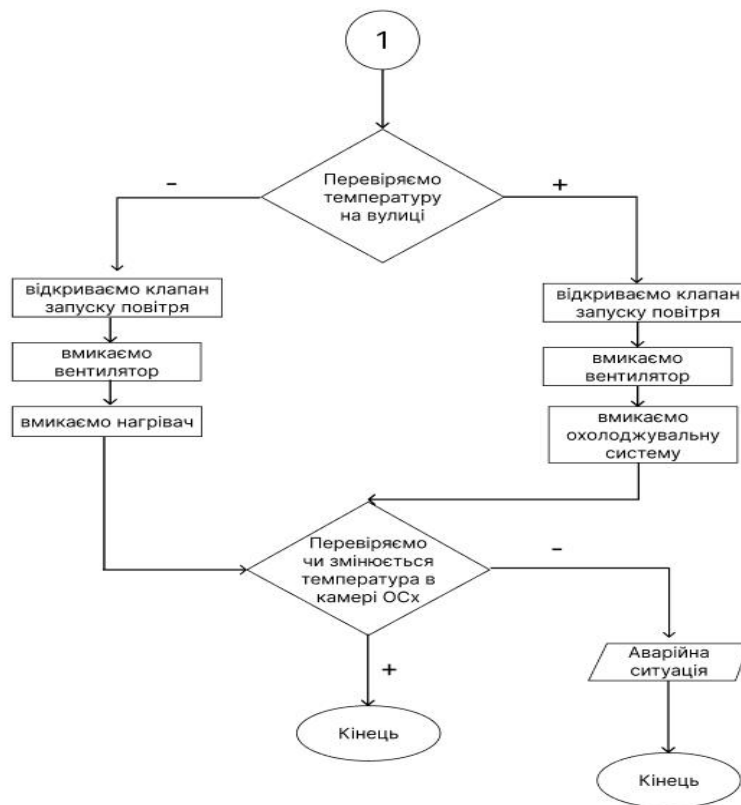 1
Перевіряємо
температуру
на вулиці
-
+
відкриваємо клапан
запуску повітря
вмикаємо
вентилятор
вмикаємо нагрівач
відкриваємо клапан
запуску повітря
вмикаємо
вентилятор
вмикаємо
охолоджувальну
систему
Перевіряємо
чи змінюється
температура в
камері ОСх
-
+
Аварійна
ситуація
Кінець
Кінець